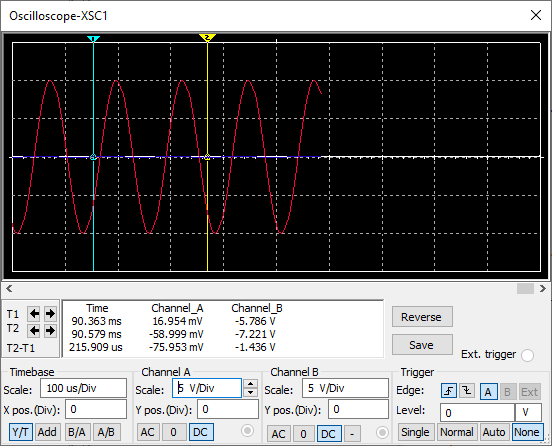 Oscilloscope-XSC1
1 2
T1
T2
T2-T1
Time Channel_A Channel_B
90.363 ms 16.954 mV -5.786 V
90.579 ms -58.999 mV -7.221 V
215.909 us -75.953 mV -1.436 V
Reverse
Save
Ext. trigger
Timebase
Scale: 100 us/Div
X pos.(Div): 0
Y/T Add B/A A/B
Channel A
Scale: 5 V/Div
Y pos.(Div): 0
AC 0 DC
Channel B
Scale: 5 V/Div
Y pos.(Div): 0
AC 0 DC -
Trigger
Edge: A B Ext
Level: 0 V
Single Normal Auto None